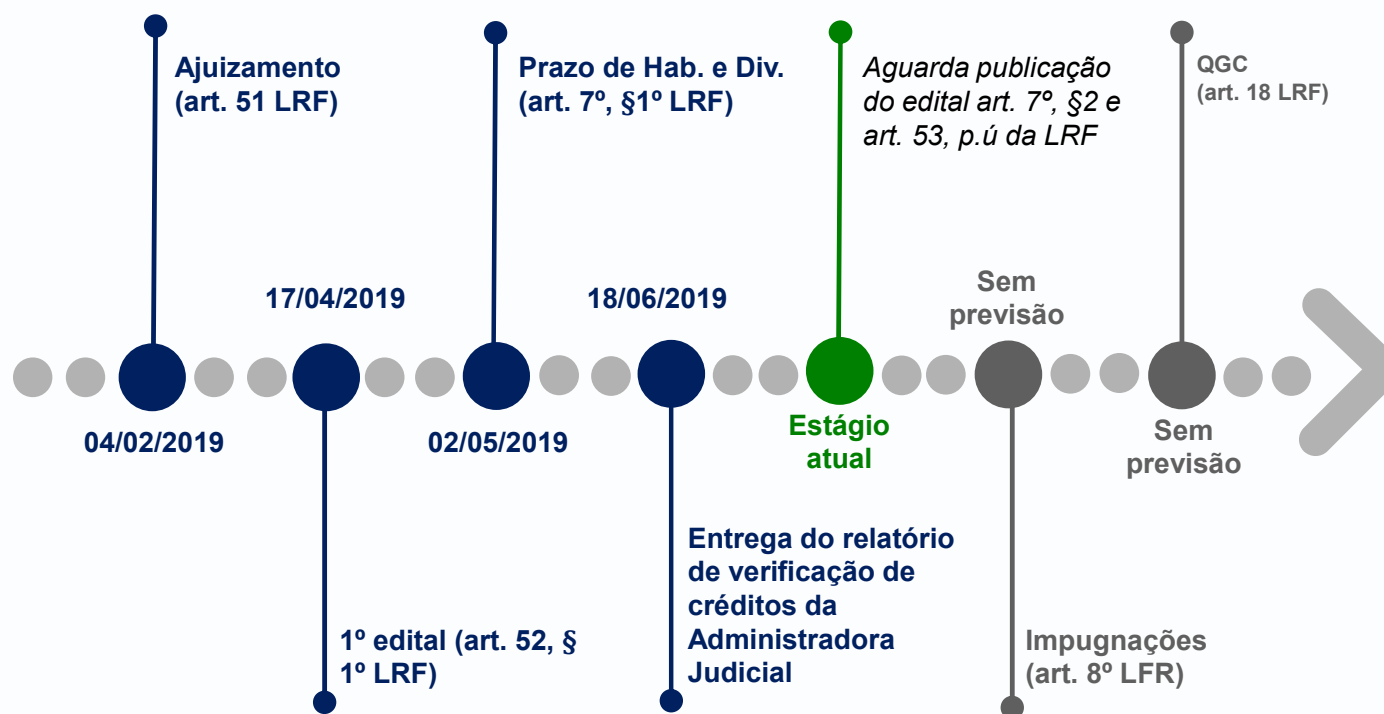 Ajuizamento
(art. 51 LRF)
Prazo de Hab. e Div.
(art. 7º, §1º LRF)
Aguarda publicação
do edital art. 7º, §2 e
art. 53, p.ú da LRF
QGC
(art. 18 LRF)
17/04/2019
18/06/2019
Sem
previsão
04/02/2019
02/05/2019
Estágio
atual
Sem
previsão
1º edital (art. 52, §
1º LRF)
Entrega do relatório
de verificação de
créditos da
Administradora
Judicial
Impugnações
(art. 8º LFR)